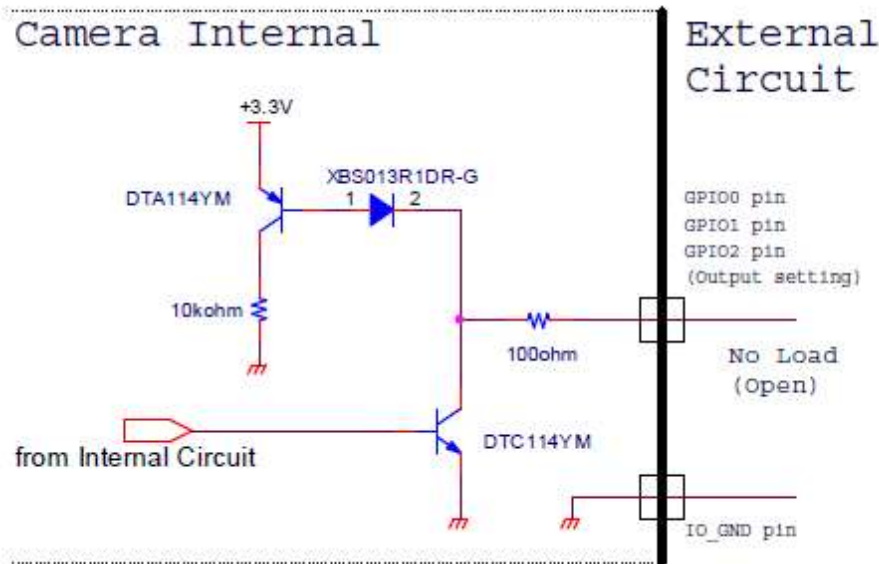 Camera Internal
External
Circuit
+3.3V
XBS013R1DR-G
DTA114YM
1 2
GPIO0 pin
GPIO1 pin
GPIO2 pin
(Output setting)
10kohm
100ohm
No Load
(Open)
from Internal Circuit
DTC114YM
IO_GND pin